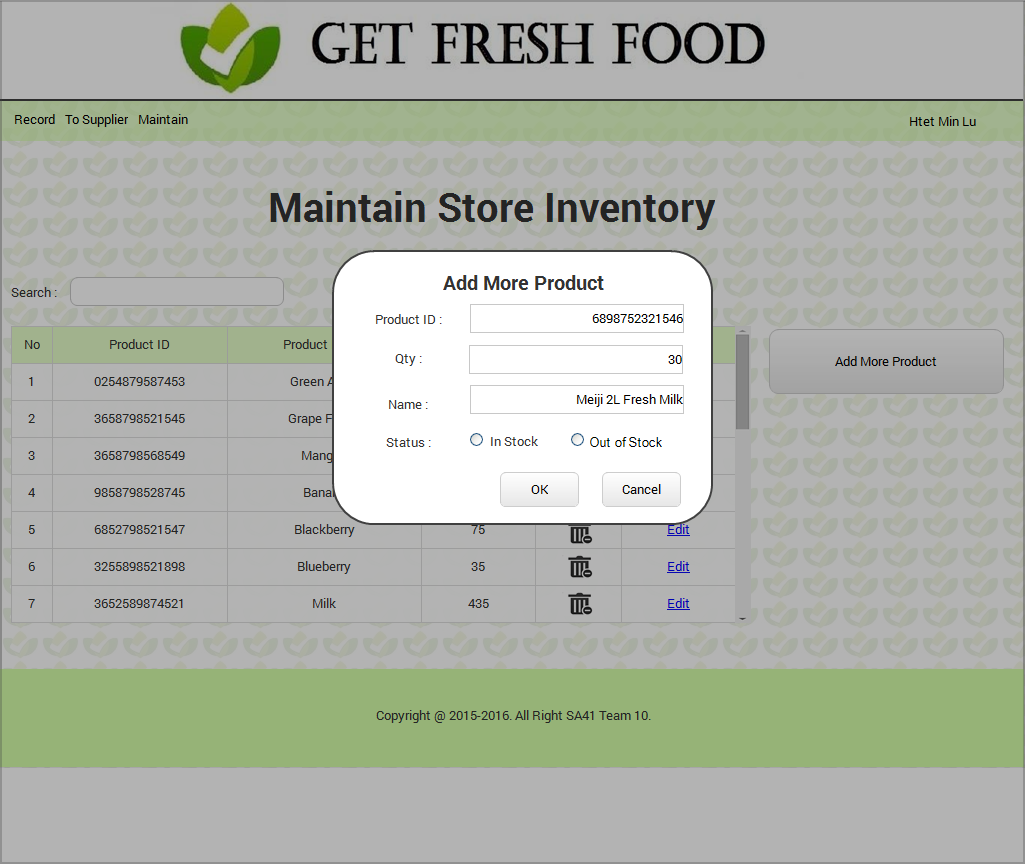 GET FRESH FOOD
Record To Supplier Maintain Htet Min Lu
Maintain Store Inventory
Search :
Add More Product
Product ID : 6898752321546
Qty : 30
Name : Meiji 2L Fresh Milk
Status : In Stock Out of Stock
OK Cancel
No Product ID Product
Add More Product
1 0254879587453 Green
2 3658798521545 Grape
3 3658798568549
4 9858798528745
5 6852798521547 Blackberry 75 Edit
6 3255898521898 Blueberry 35 Edit
7 3652589874521 Milk 435 Edit
Copyright @ 2015-2016. All Right SA41 Team 10.